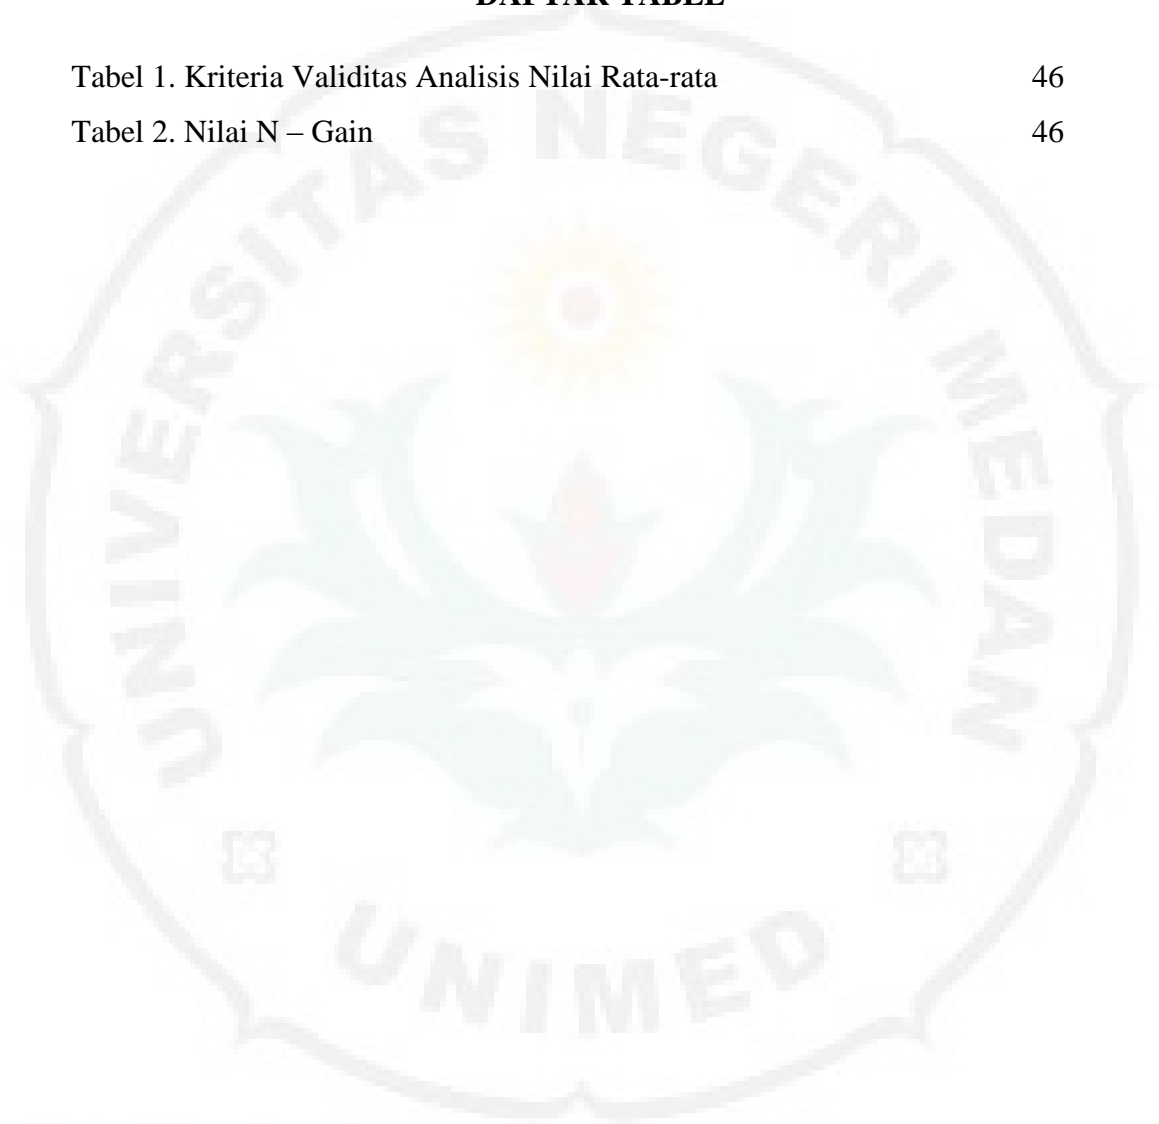 DAFTAR TABEL
Tabel 1. Kriteria Validitas Analisis Nilai Rata-rata 46
Tabel 2. Nilai N – Gain 46
UNIVERSITAS NEGERI MEDAN
UNIMED